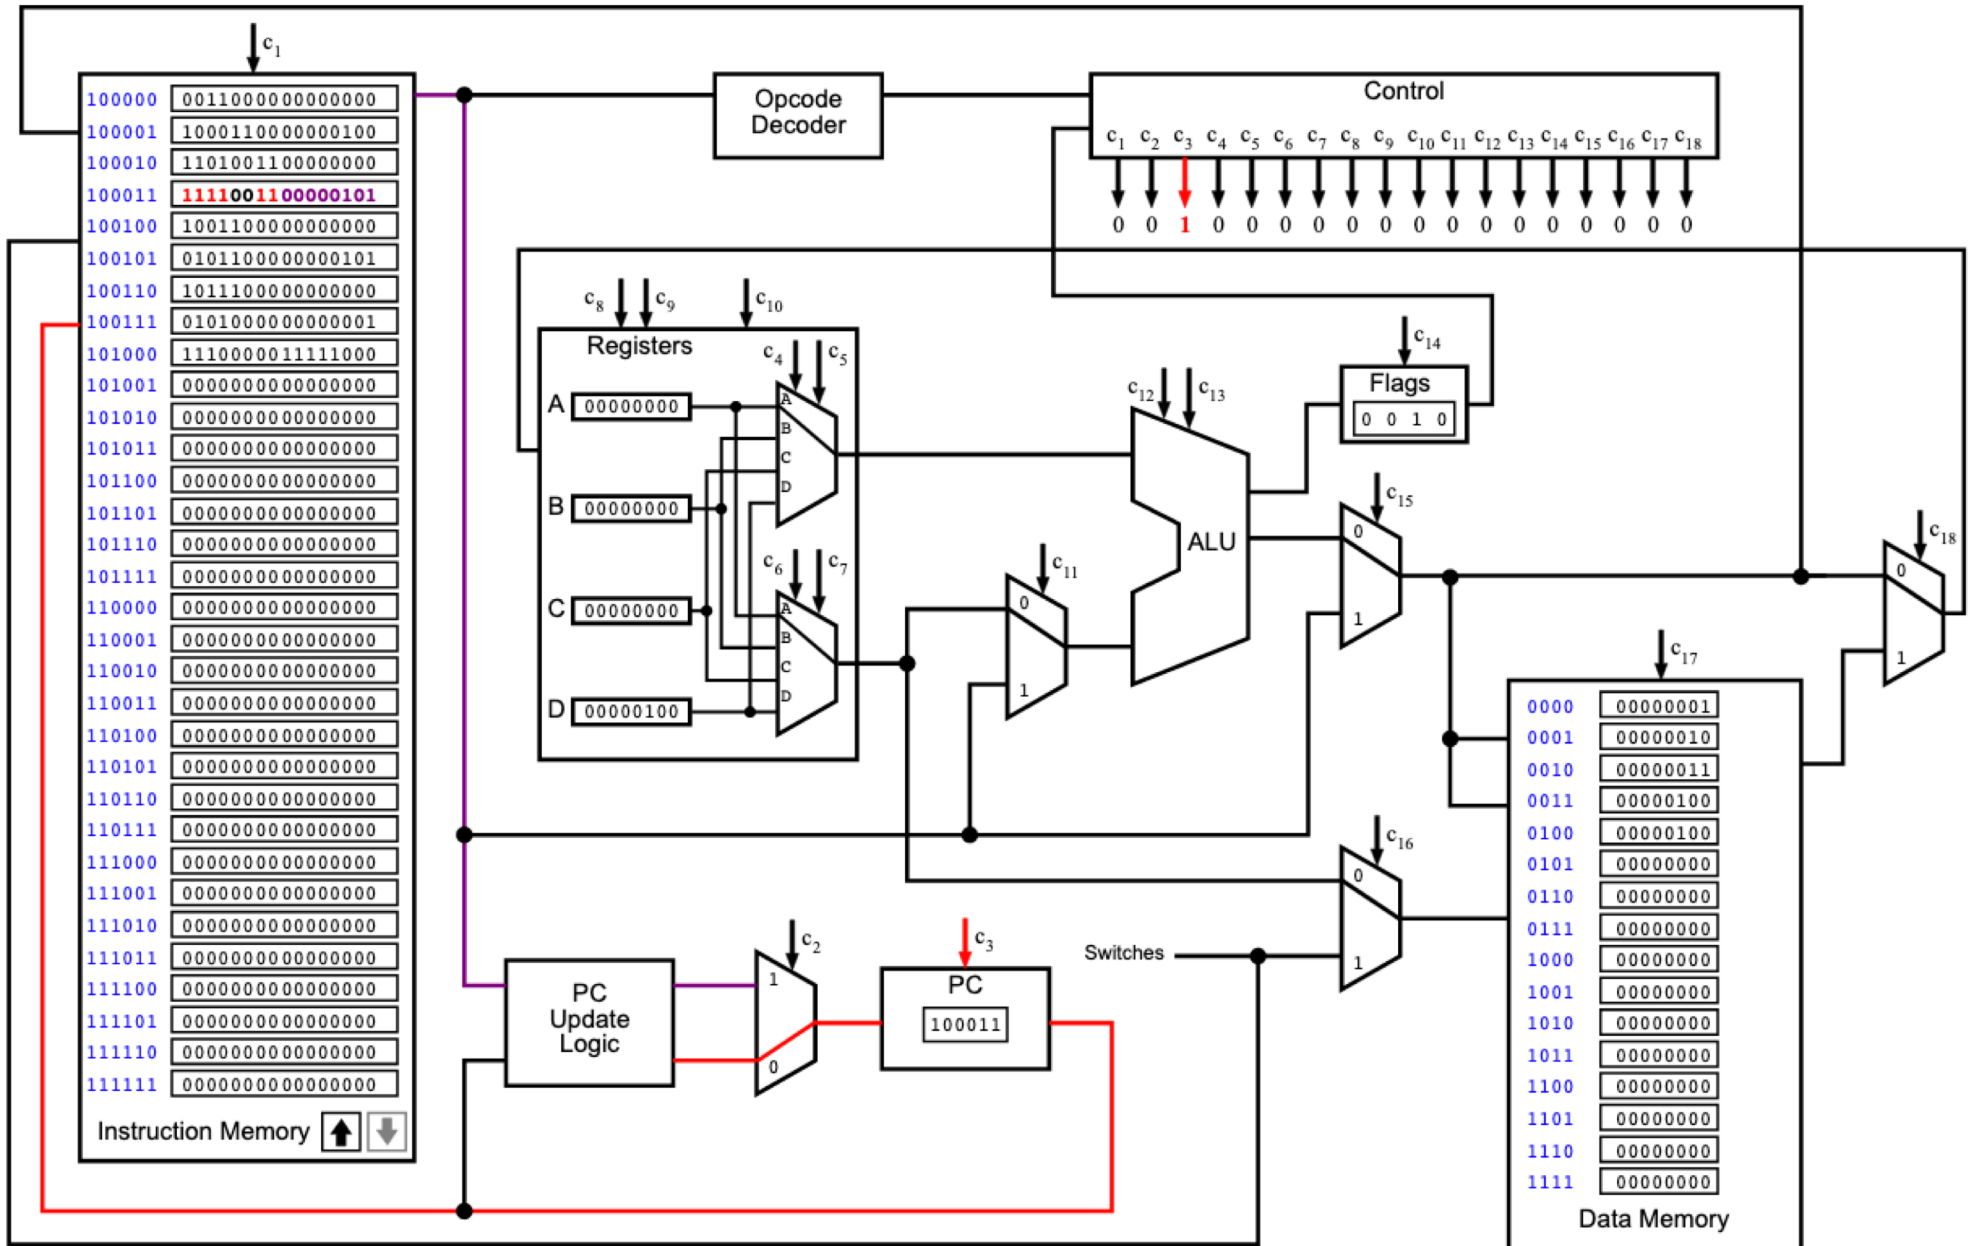 c1
100000 0011000000000000
100001 1000110000000100
100010 1101001100000000
100011 1111001100000101
100100 1001100000000000
100101 0101100000000101
100110 1011100000000000
100111 0101000000000001
101000 1110000011111000
101001 0000000000000000
101010 0000000000000000
101011 0000000000000000
101100 0000000000000000
101101 0000000000000000
101110 0000000000000000
101111 0000000000000000
110000 0000000000000000
110001 0000000000000000
110010 0000000000000000
110011 0000000000000000
110100 0000000000000000
110101 0000000000000000
110110 0000000000000000
110111 0000000000000000
111000 0000000000000000
111001 0000000000000000
111010 0000000000000000
111011 0000000000000000
111100 0000000000000000
111101 0000000000000000
111110 0000000000000000
111111 0000000000000000
Instruction Memory
Opcode
Decoder
Control
c1 c2 c3 c4 c5 c6 c7 c8 c9 c10 c11 c12 c13 c14 c15 c16 c17 c18
0 0 1 0 0 0 0 0 0 0 0 0 0 0 0 0 0 0
c8 c9 c10
Registers
c4 c5
A 00000000
A
B
C
D
B 00000000
c6 c7
C 00000000
A
B
C
D
D 00000100
c11
0
1
c12 c13
ALU
c14
Flags
0 0 1 0
c15
0
1
c18
0
1
c16
0
1
Switches
PC
Update
Logic
c2
1
0
c3
PC
100011
c17
0000 00000001
0001 00000010
0010 00000011
0011 00000100
0100 00000100
0101 00000000
0110 00000000
0111 00000000
1000 00000000
1001 00000000
1010 00000000
1011 00000000
1100 00000000
1101 00000000
1110 00000000
1111 00000000
Data Memory